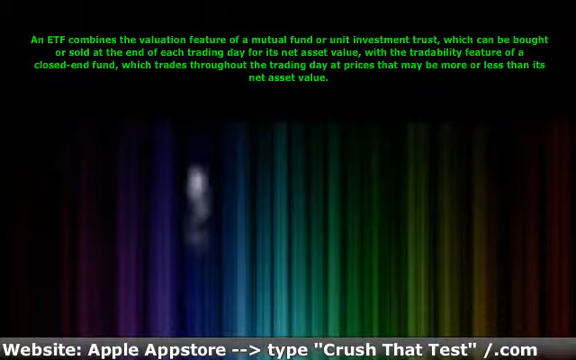 An ETF combines the valuation feature of a mutual fund or unit investment trust, which can be bought
or sold at the end of each trading day for its net asset value, with the tradability feature of a
closed-end fund, which trades throughout the trading day at prices that may be more or less than its
net asset value.
Website: Apple Appstore --> type "Crush That Test" /.com